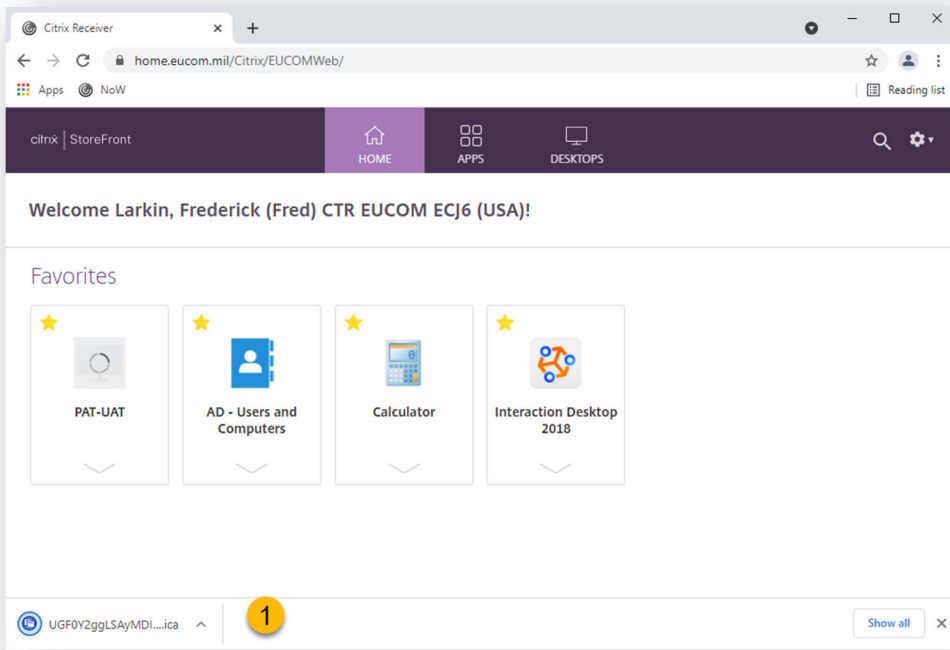 Citrix Receiver
home.eucom.mil/Citrix/EUCOMWeb/
Apps NoW Reading list
citrix StoreFront HOME APPS DESKTOPS
Welcome Larkin, Frederick (Fred) CTR EUCOM ECJ6 (USA)!
Favorites
PAT-UAT
AD - Users and
Computers
Calculator
Interaction Desktop
2018
UGF0Y2ggLSAyMDI....ica 1 Show all